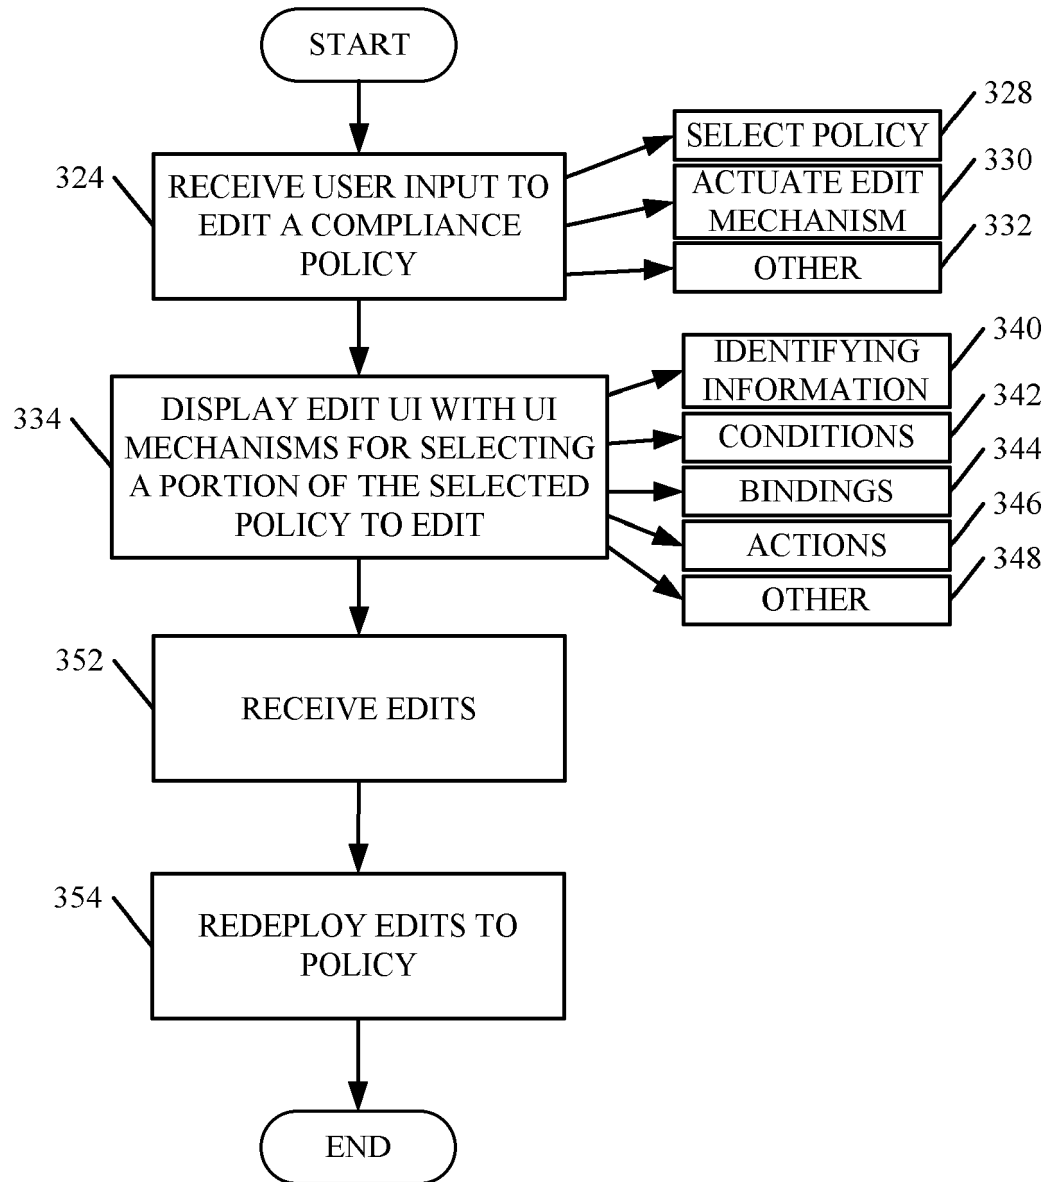 START
328
SELECT POLICY
324
RECEIVE USER INPUT TO
EDIT A COMPLIANCE
POLICY
330
ACTUATE EDIT
MECHANISM
332
OTHER
340
IDENTIFYING
INFORMATION
334
DISPLAY EDIT UI WITH UI
MECHANISMS FOR SELECTING
A PORTION OF THE SELECTED
POLICY TO EDIT
342
CONDITIONS
344
BINDINGS
346
ACTIONS
348
OTHER
352
RECEIVE EDITS
354
REDEPLOY EDITS TO
POLICY
END